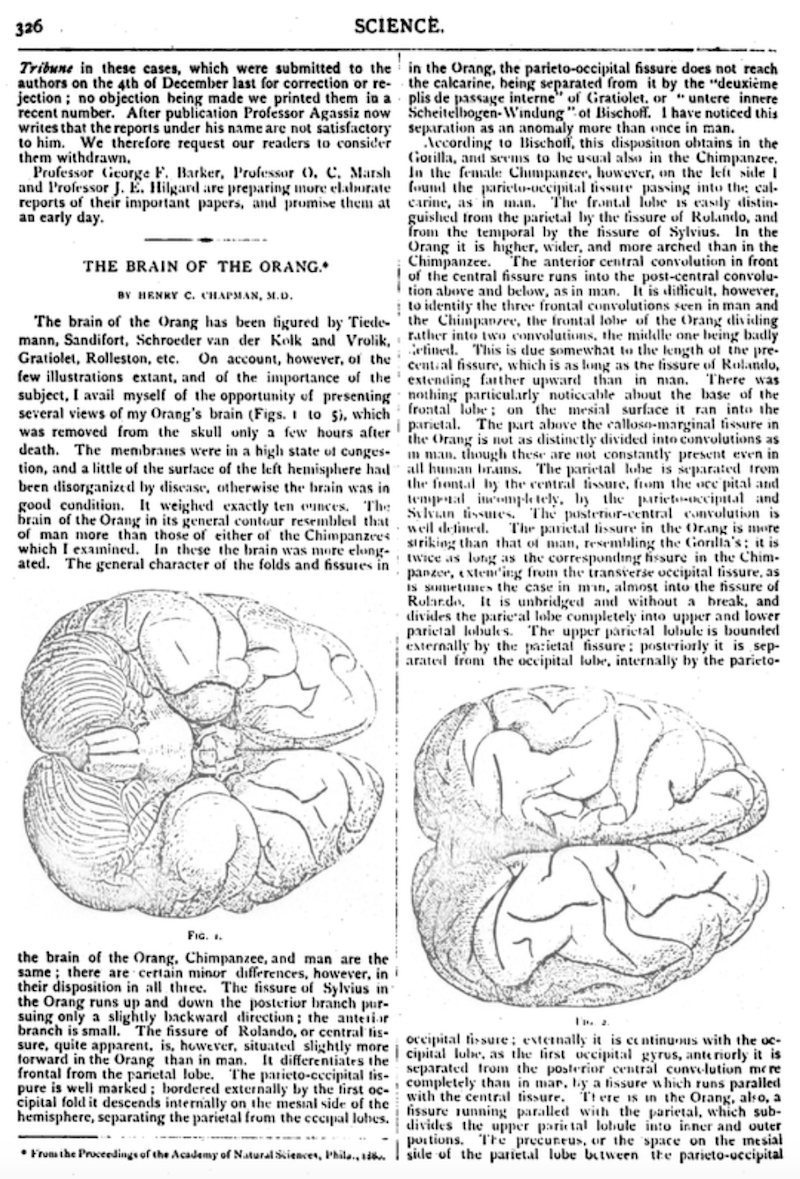 326
SCIENCE.
Tribune in these cases, which were submitted to the
authors on the 4th of December last for correction or re-
jection; no objection being made we printed them in a
recent number. After publication Professor Agassiz now
writes that the reports under his name are not satisfactory
to him. We therefore request our readers to consider
them withdrawn.
Professor George F. Barker, Professor O. C. Marsh
and Professor J. E. Hilgard are preparing more elaborate
reports of their important papers, and promise them at
an early day.
THE BRAIN OF THE ORANG.*
BY HENRY C. CHAPMAN, M.D.
The brain of the Orang has been figured by Tiede-
mann, Sandifort, Schroeder van der Kolk and Vrolik,
Gratiolet, Rolleston, etc. On account, however, of the
few illustrations extant, and of the importance of the
subject, I avail myself of the opportunity of presenting
several views of my Orang's brain (Figs. 1 to 5), which
was removed from the skull only a few hours after
death. The membranes were in a high state of conges-
tion, and a little of the surface of the left hemisphere had
been disorganized by disease, otherwise the brain was in
good condition. It weighed exactly ten ounces. The
brain of the Orang in its general contour resembled that
of man more than those of either of the Chimpanzees
which I examined. In these the brain was more elong-
ated. The general character of the folds and fissures in
FIG. 1.
the brain of the Orang, Chimpanzee, and man are the
same; there are certain minor differences, however, in
their disposition in all three. The fissure of Sylvius in
the Orang runs up and down the posterior branch pur-
suing only a slightly backward direction; the anterior
branch is small. The fissure of Rolando, or central fis-
sure, quite apparent, is, however, situated slightly more
forward in the Orang than in man. It differentiates the
frontal from the parietal lobe. The parieto-occipital fis-
pure is well marked; bordered externally by the first oc-
cipital fold it descends internally on the mesial side of the
hemisphere, separating the parietal from the occipal lobes.
* From the Proceedings of the Academy of Natural Sciences, Phila., 1880.
in the Orang, the parieto-occipital fissure does not reach
the calcarine, being separated from it by the "deuxième
plis de passage interne" of Gratiolet, or "untere innere
Scheitelbogen-Windung" of Bischoff. I have noticed this
separation as an anomaly more than once in man.
According to Bischoff, this disposition obtains in the
Gorilla, and seems to be usual also in the Chimpanzee.
In the female Chimpanzee, however, on the left side I
found the parieto-occipital fissure passing into the cal-
carine, as in man. The frontal lobe is easily distin-
guished from the parietal by the fissure of Rolando, and
from the temporal by the fissure of Sylvius. In the
Orang it is higher, wider, and more arched than in the
Chimpanzee. The anterior central convolution in front
of the central fissure runs into the post-central convolu-
tion above and below, as in man. It is difficult, however,
to identify the three frontal convolutions seen in man and
the Chimpanzee, the frontal lobe of the Orang dividing
rather into two convolutions, the middle one being badly
defined. This is due somewhat to the length of the pre-
central fissure, which is as long as the fissure of Rolando,
extending farther upward than in man. There was
nothing particularly noticeable about the base of the
frontal lobe; on the mesial surface it ran into the
parietal. The part above the calloso-marginal fissure in
the Orang is not as distinctly divided into convolutions as
in man, though these are not constantly present even in
all human brains. The parietal lobe is separated from
the frontal by the central fissure, from the occipital and
temporal incompletely, by the parieto-occipital and
Sylvian fissures. The posterior-central convolution is
well defined. The parietal fissure in the Orang is more
striking than that of man, resembling the Gorilla's; it is
twice as long as the corresponding fissure in the Chim-
panzee, extending from the transverse occipital fissure, as
is sometimes the case in man, almost into the fissure of
Rolando. It is unbridged and without a break, and
divides the parietal lobe completely into upper and lower
parietal lobules. The upper parietal lobule is bounded
externally by the parietal fissure; posteriorly it is sep-
arated from the occipital lobe, internally by the parieto-
FIG. 2.
occipital fissure; externally it is continuous with the oc-
cipital lobe, as the first occipital gyrus, anteriorly it is
separated from the posterior central convolution more
completely than in man, by a fissure which runs paralled
with the central fissure. There is in the Orang, also, a
fissure running paralled with the parietal, which sub-
divides the upper parietal lobule into inner and outer
portions. The precuneus, or the space on the mesial
side of the parietal lobe between the parieto-occipital